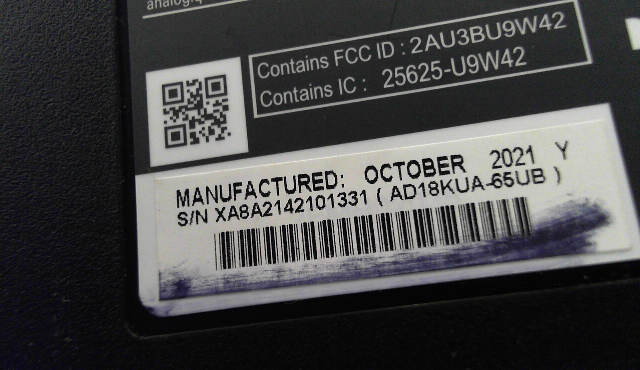 Contains FCC ID : 2AU3BU9W42
Contains IC : 25625-U9W42
MANUFACTURED: OCTOBER 2021 Y
S/N XA8A2142101331 ( AD18KUA-65UB )